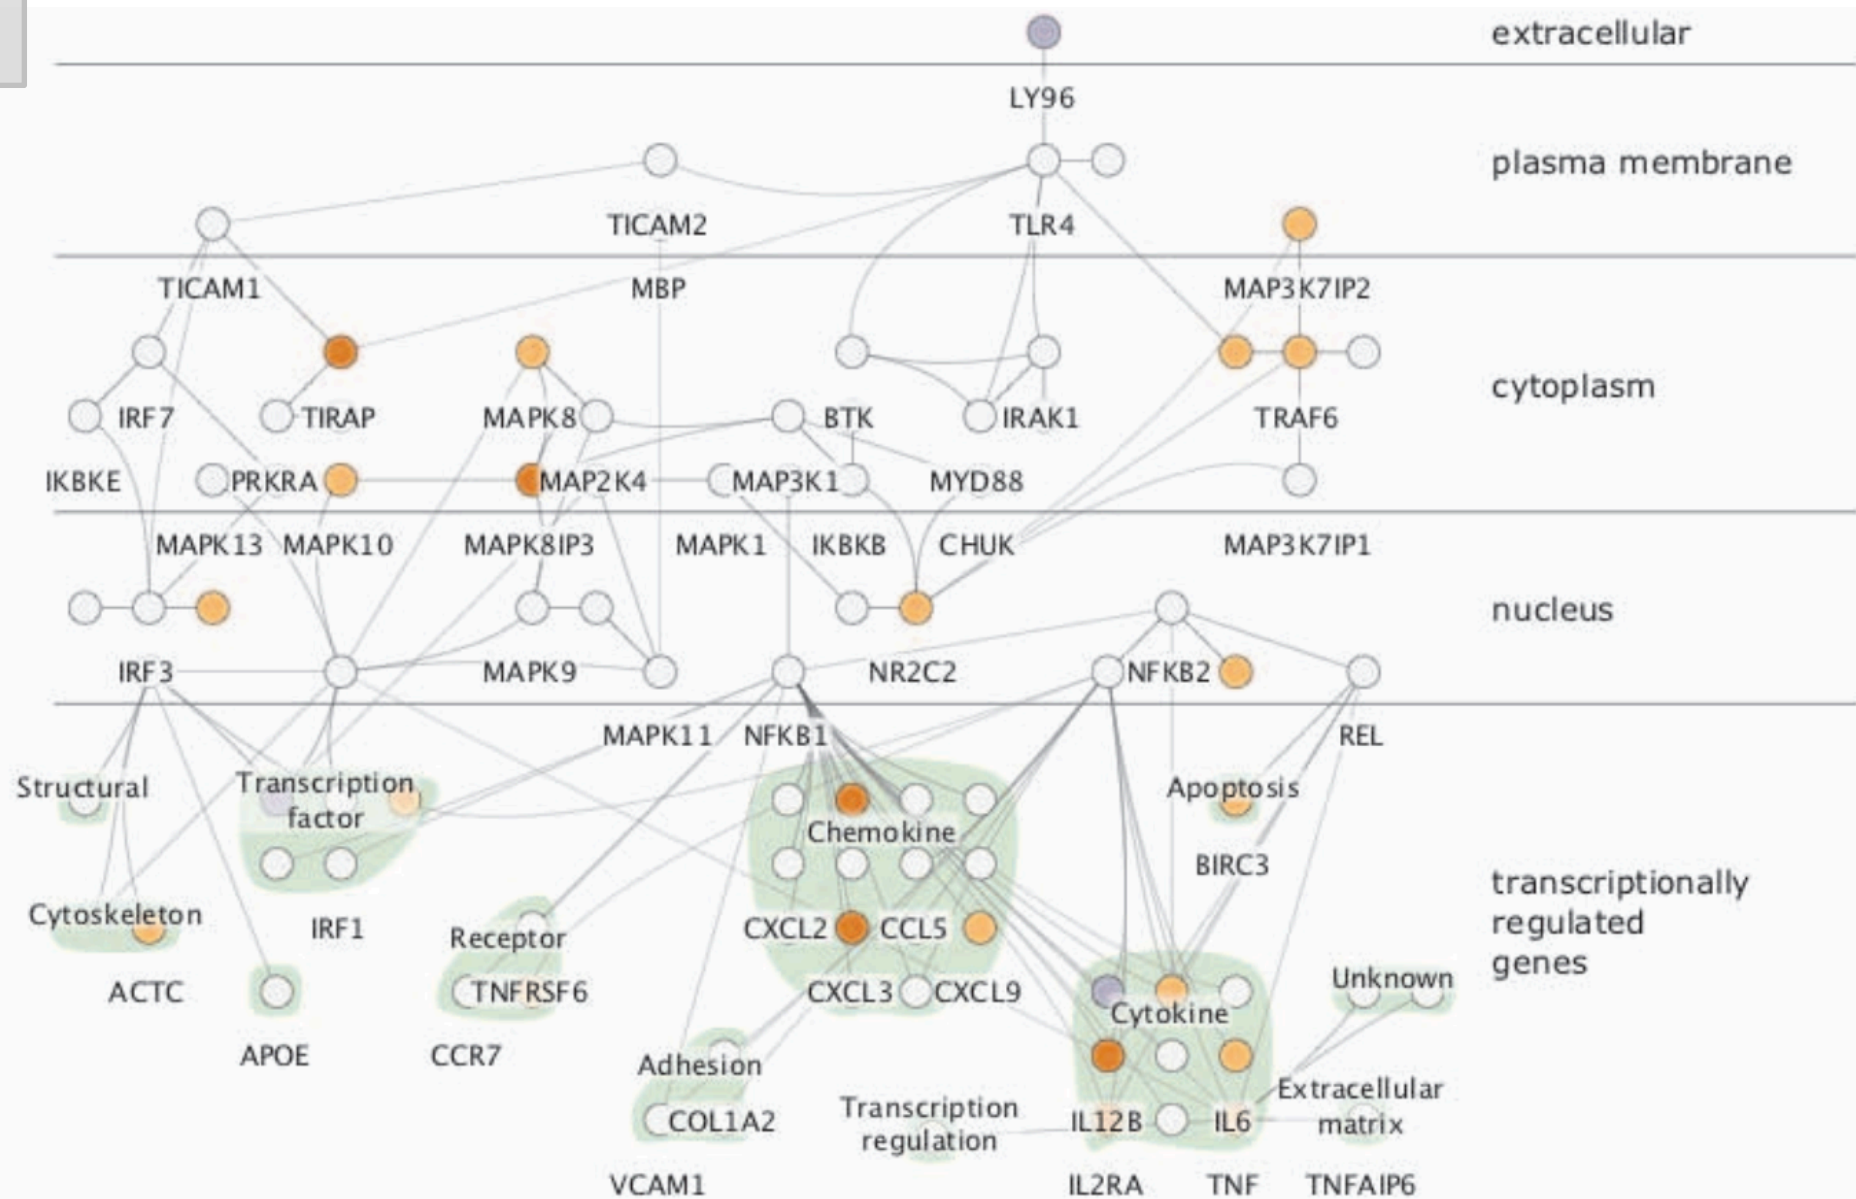 extracellular
LY96
plasma membrane
TICAM2
TLR4
TICAM1
MBP
MAP3K7IP2
cytoplasm
IRF7
TIRAP
MAPK8
BTK
IRAK1
TRAF6
IKBKE
PRKRA
MAP2K4
MAP3K1
MYD88
MAPK13
MAPK10
MAPK8IP3
MAPK1
IKBKB
CHUK
MAP3K7IP1
nucleus
IRF3
MAPK9
NR2C2
NFKB2
MAPK11
NFKB1
REL
Structural
Transcription
factor
Apoptosis
Chemokine
BIRC3
transcriptionally
regulated
genes
Cytoskeleton
IRF1
Receptor
CXCL2
CCL5
ACTC
TNFRSF6
CXCL3
CXCL9
Unknown
Cytokine
APOE
CCR7
Adhesion
Extracellular
matrix
COL1A2
Transcription
regulation
IL12B
IL6
VCAM1
IL2RA
TNF
TNFAIP6